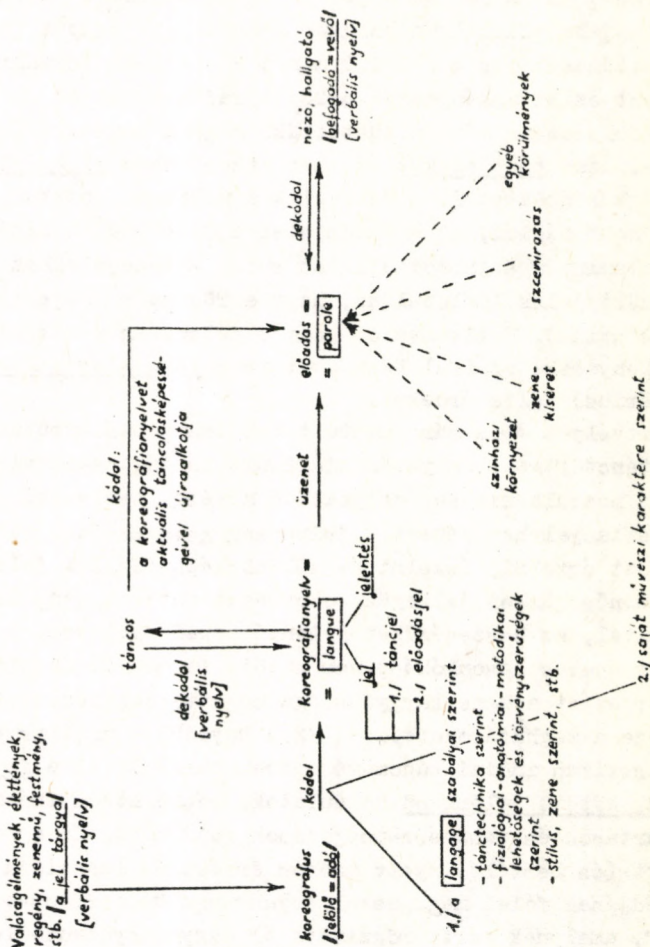 Valóságélmények, élettények,
regény, zenemű, festmény,
stb. /a jel tárgya/
[verbális nyelv]
koreográfus
/jelölő = adó/
kódol
1./ a langage szabályai szerint
- tánctechnika szerint
- fiziológiai-anatómiai-metodikai
lehetőségek és törvényszerűségek
szerint
- stílus, zene szerint stb.
2./ saját művészi karaktere szerint
táncos
dekódol
[verbális
nyelv]
koreográfianyelv =
= langue
jel
jelentés
1./ táncjel
2./ előadásjel
kódol:
a koreográfianyelvet
aktuális táncolásképessé-
gével újraalkotja
üzenet
előadás =
= parole
színházi
környezet
zene-
kíséret
szcenírozás
egyéb
körülmények
dekódol
néző, hallgató
/befogadó = vevő/
[verbális nyelv]